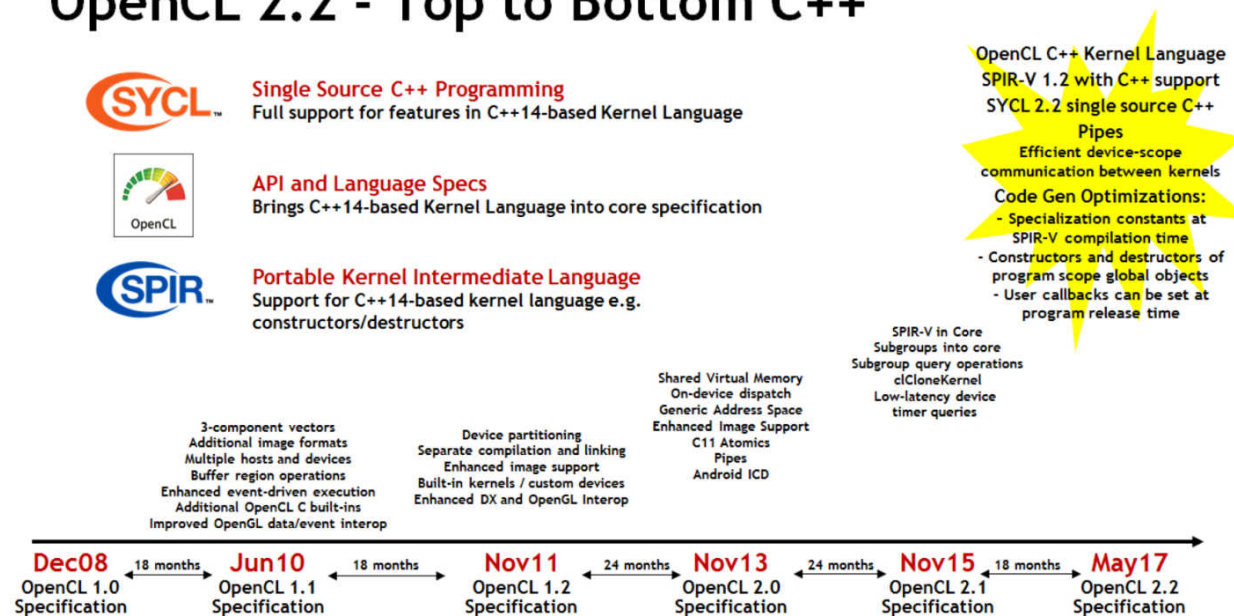 OpenCL 2.2 - Top to Bottom C++
SYCL™
Single Source C++ Programming
Full support for features in C++14-based Kernel Language
OpenCL
API and Language Specs
Brings C++14-based Kernel Language into core specification
SPIR™
Portable Kernel Intermediate Language
Support for C++14-based kernel language e.g.
constructors/destructors
OpenCL C++ Kernel Language
SPIR-V 1.2 with C++ support
SYCL 2.2 single source C++
Pipes
Efficient device-scope
communication between kernels
Code Gen Optimizations:
- Specialization constants at
SPIR-V compilation time
- Constructors and destructors of
program scope global objects
- User callbacks can be set at
program release time
3-component vectors
Additional image formats
Multiple hosts and devices
Buffer region operations
Enhanced event-driven execution
Additional OpenCL C built-ins
Improved OpenGL data/event interop
Device partitioning
Separate compilation and linking
Enhanced image support
Built-in kernels / custom devices
Enhanced DX and OpenGL Interop
Shared Virtual Memory
On-device dispatch
Generic Address Space
Enhanced Image Support
C11 Atomics
Pipes
Android ICD
SPIR-V in Core
Subgroups into core
Subgroup query operations
clCloneKernel
Low-latency device
timer queries
Dec08
OpenCL 1.0
Specification
18 months
Jun10
OpenCL 1.1
Specification
18 months
Nov11
OpenCL 1.2
Specification
24 months
Nov13
OpenCL 2.0
Specification
24 months
Nov15
OpenCL 2.1
Specification
18 months
May17
OpenCL 2.2
Specification